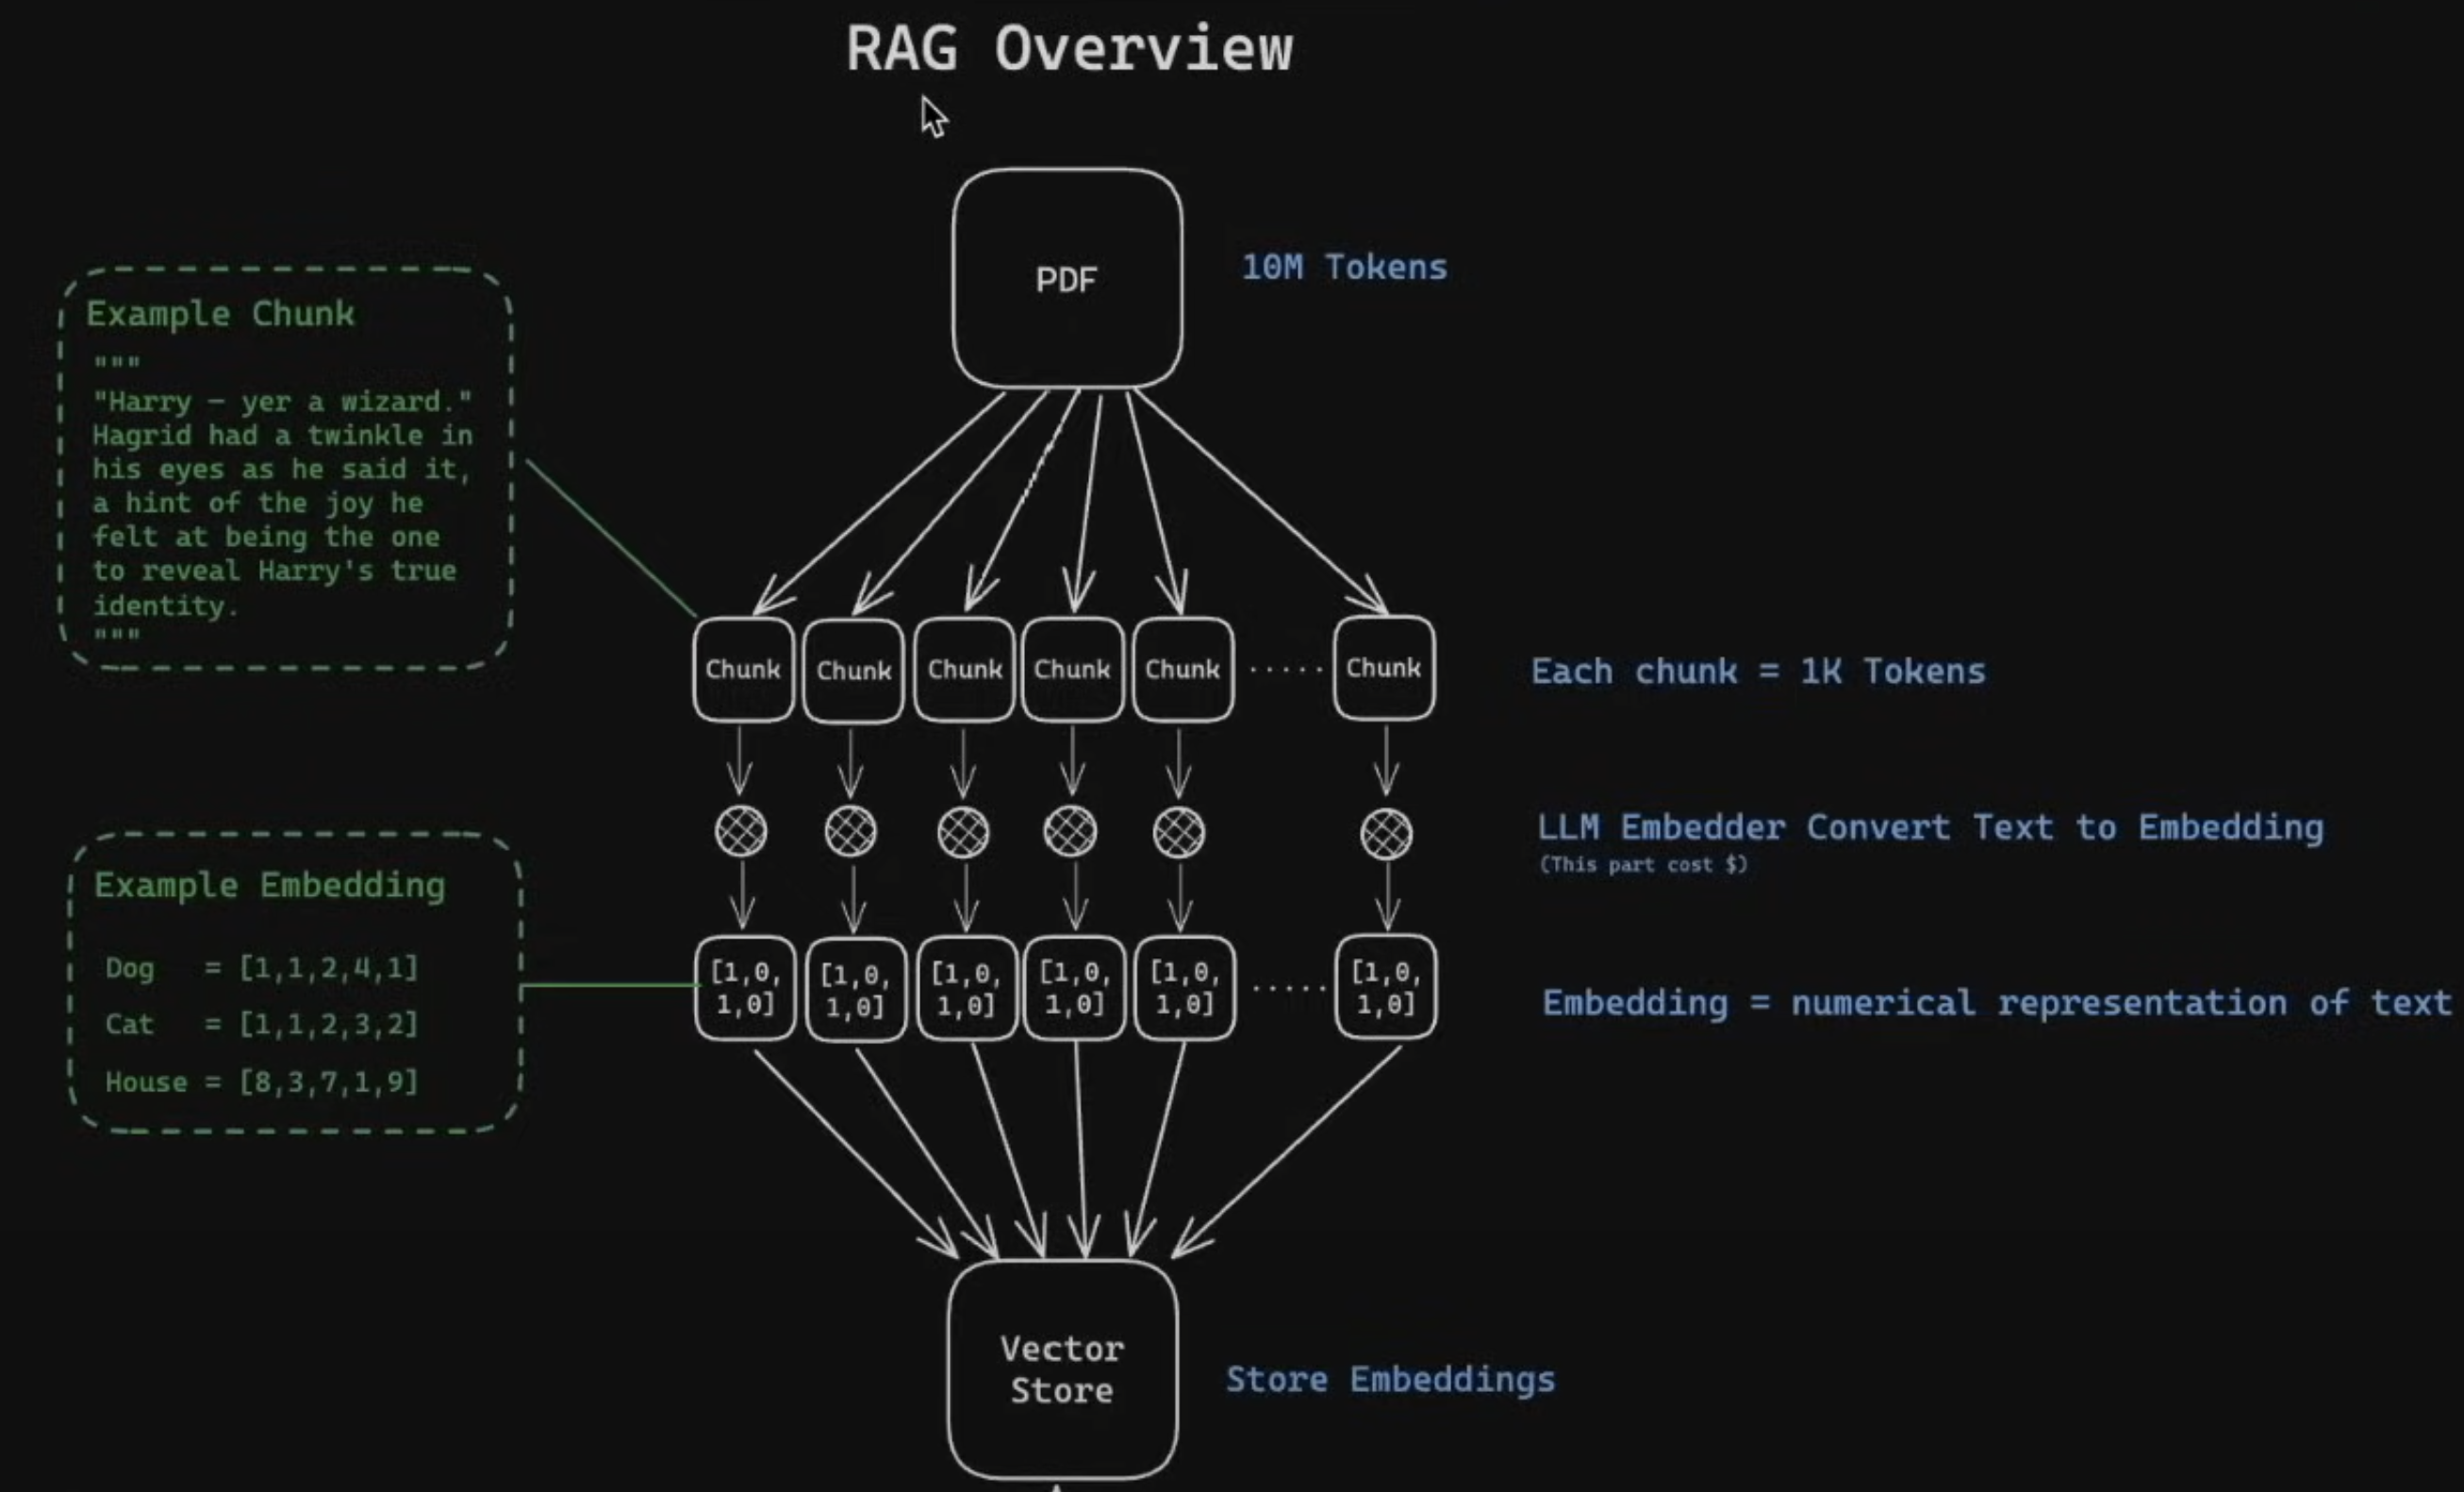 RAG Overview
PDF
10M Tokens
Example Chunk
"""
"Harry – yer a wizard."
Hagrid had a twinkle in
his eyes as he said it,
a hint of the joy he
felt at being the one
to reveal Harry's true
identity.
"""
Chunk
Chunk
Chunk
Chunk
Chunk
.....
Chunk
Each chunk = 1K Tokens
LLM Embedder Convert Text to Embedding
(This part cost $)
Example Embedding
Dog = [1,1,2,4,1]
Cat = [1,1,2,3,2]
House = [8,3,7,1,9]
[1,0,
1,0]
[1,0,
1,0]
[1,0,
1,0]
[1,0,
1,0]
[1,0,
1,0]
.....
[1,0,
1,0]
Embedding = numerical representation of text
Vector
Store
Store Embeddings